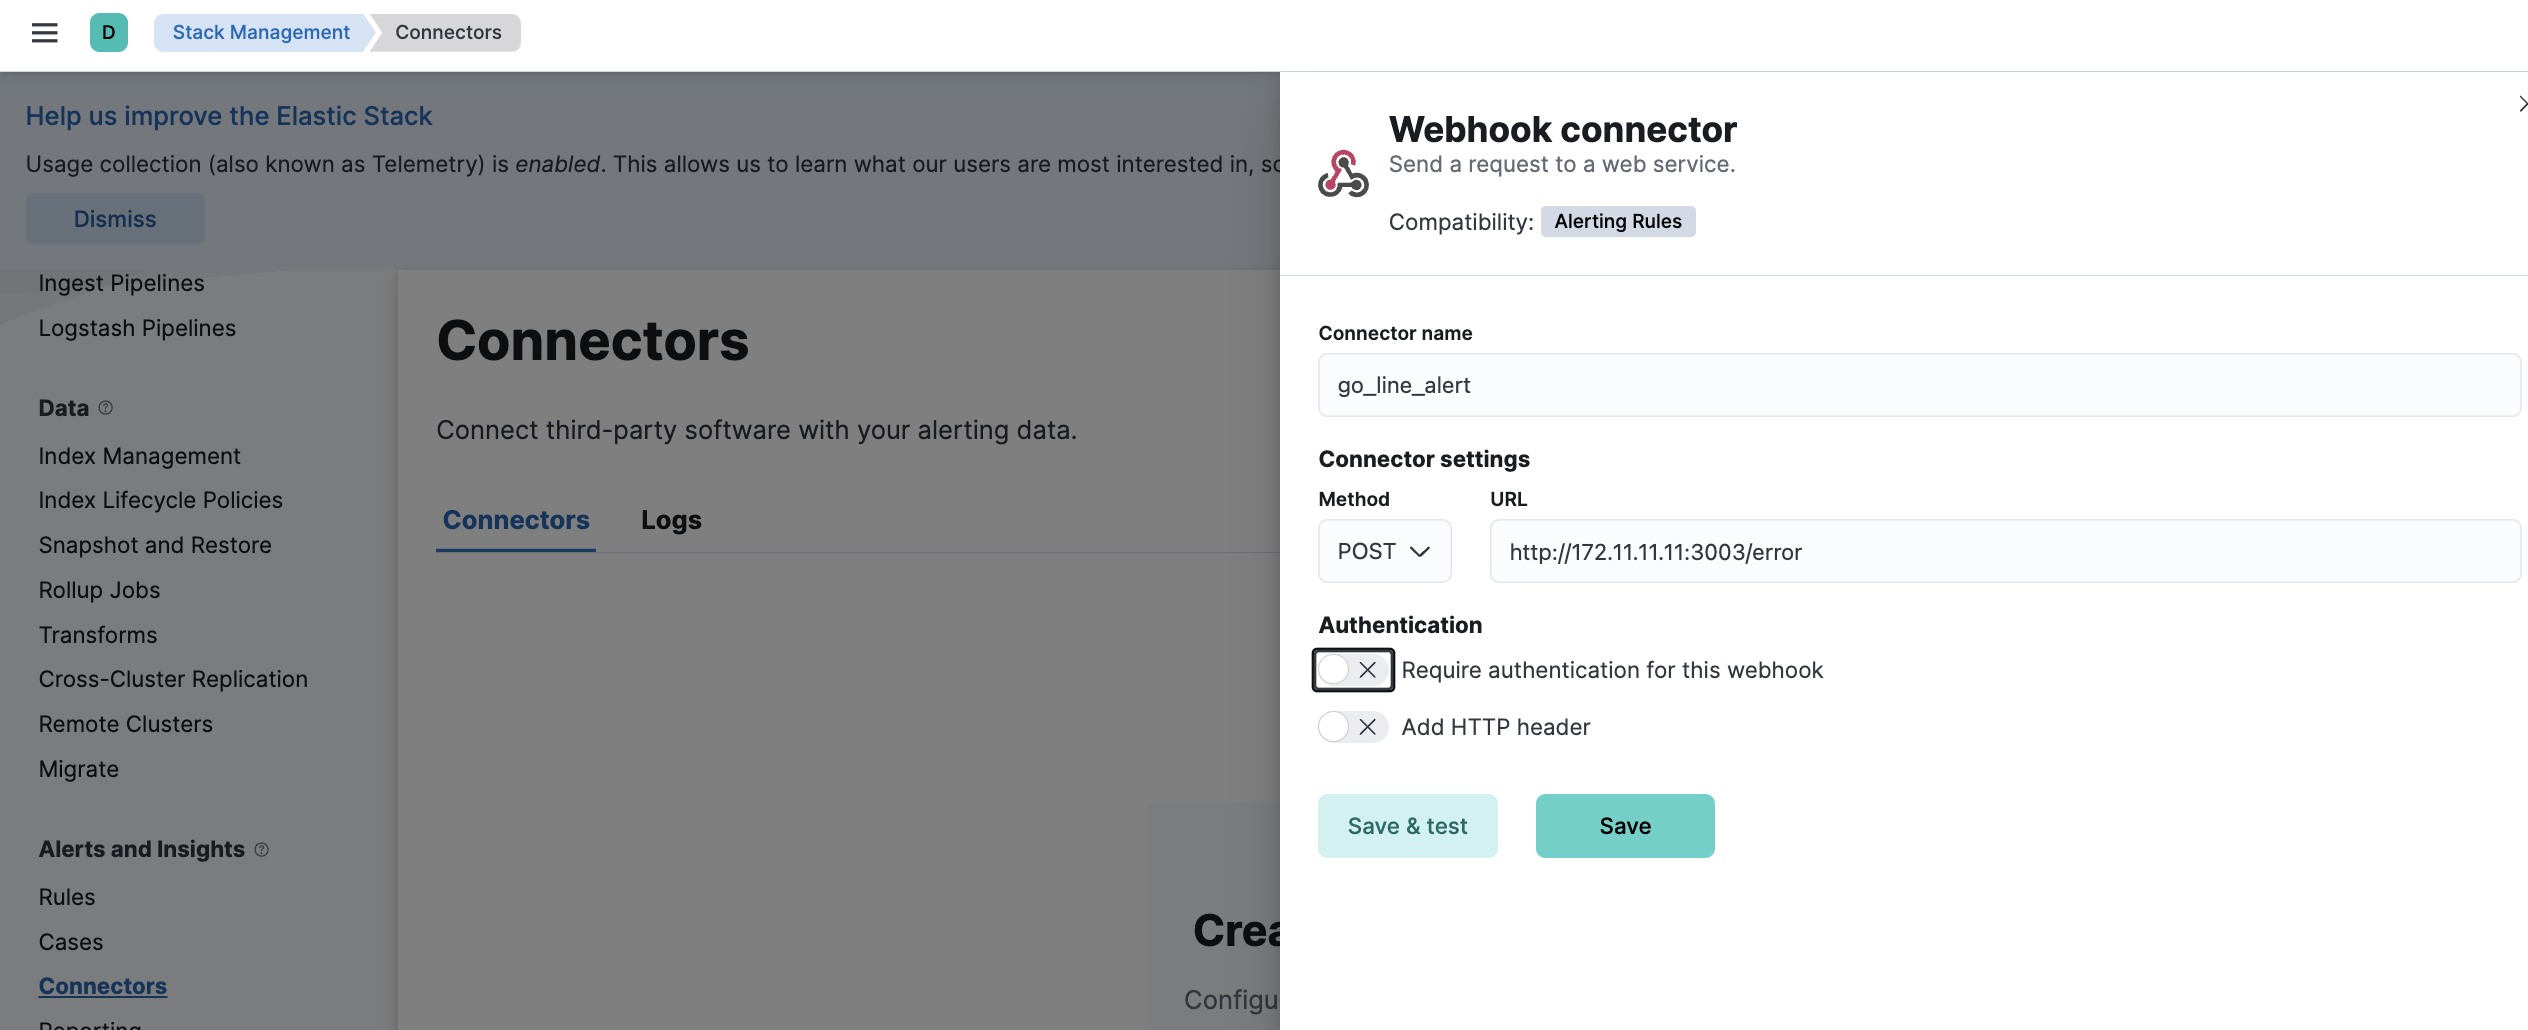 D
Stack Management
Connectors
Help us improve the Elastic Stack
Usage collection (also known as Telemetry) is enabled. This allows us to learn what our users are most interested in, so
Dismiss
Ingest Pipelines
Logstash Pipelines
Data
Index Management
Index Lifecycle Policies
Snapshot and Restore
Rollup Jobs
Transforms
Cross-Cluster Replication
Remote Clusters
Migrate
Alerts and Insights
Rules
Cases
Connectors
Reporting
Connectors
Connect third-party software with your alerting data.
Connectors
Logs
Crea
Configu
Webhook connector
Send a request to a web service.
Compatibility: Alerting Rules
Connector name
go_line_alert
Connector settings
Method
URL
POST
http://172.11.11.11:3003/error
Authentication
Require authentication for this webhook
Add HTTP header
Save & test
Save